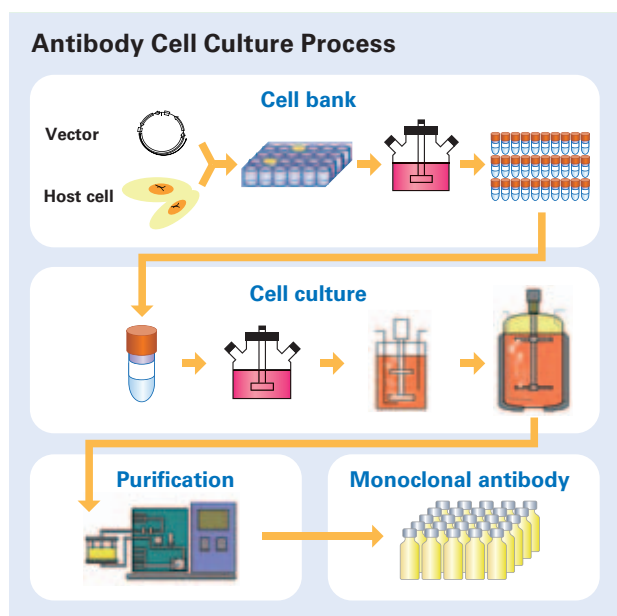 Antibody Cell Culture Process
Cell bank
Vector
Host cell
Cell culture
Purification
Monoclonal antibody